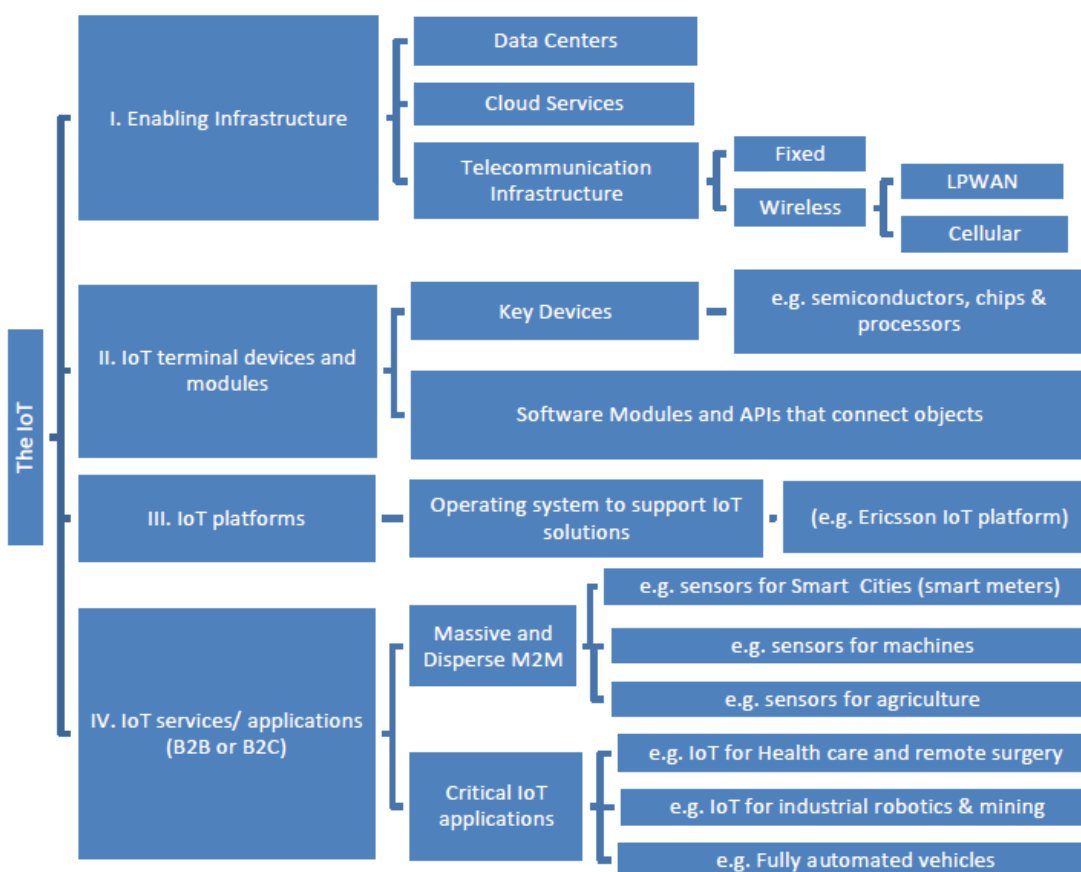 The IoT
I. Enabling Infrastructure
Data Centers
Cloud Services
Telecommunication
Infrastructure
Fixed
Wireless
LPWAN
Cellular
II. IoT terminal devices and
modules
Key Devices
e.g. semiconductors, chips &
processors
Software Modules and APIs that connect objects
III. IoT platforms
Operating system to support IoT
solutions
(e.g. Ericsson IoT platform)
IV. IoT services/ applications
(B2B or B2C)
Massive and
Disperse M2M
e.g. sensors for Smart Cities (smart meters)
e.g. sensors for machines
e.g. sensors for agriculture
Critical IoT
applications
e.g. IoT for Health care and remote surgery
e.g. IoT for industrial robotics & mining
e.g. Fully automated vehicles